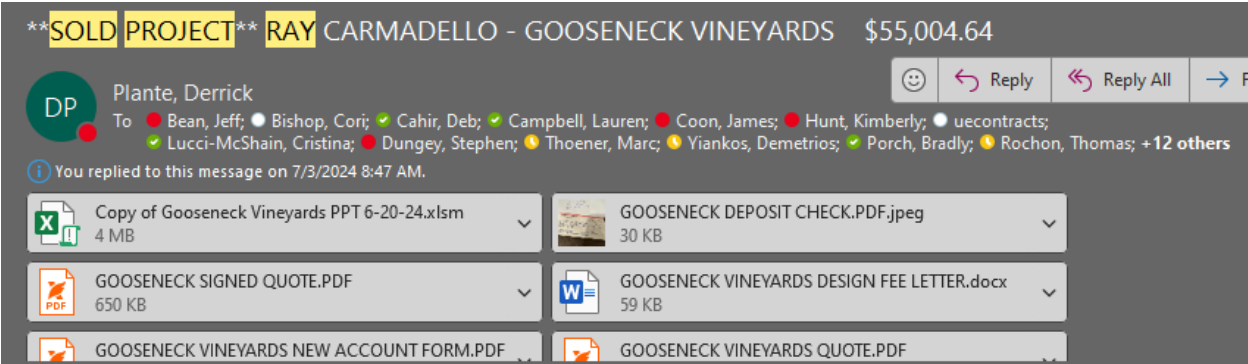 **SOLD PROJECT** RAY CARMADELLO - GOOSENECK VINEYARDS $55,004.64
Reply
Reply All
F
DP
Plante, Derrick
To Bean, Jeff; Bishop, Cori; Cahir, Deb; Campbell, Lauren; Coon, James; Hunt, Kimberly; uecontracts;
Lucci-McShain, Cristina; Dungey, Stephen; Thoener, Marc; Yiankos, Demetrios; Porch, Bradly; Rochon, Thomas; +12 others
You replied to this message on 7/3/2024 8:47 AM.
Copy of Gooseneck Vineyards PPT 6-20-24.xlsm
4 MB
GOOSENECK DEPOSIT CHECK.PDF.jpeg
30 KB
GOOSENECK SIGNED QUOTE.PDF
650 KB
GOOSENECK VINEYARDS DESIGN FEE LETTER.docx
59 KB
GOOSENECK VINEYARDS NEW ACCOUNT FORM.PDF
GOOSENECK VINEYARDS QUOTE.PDF